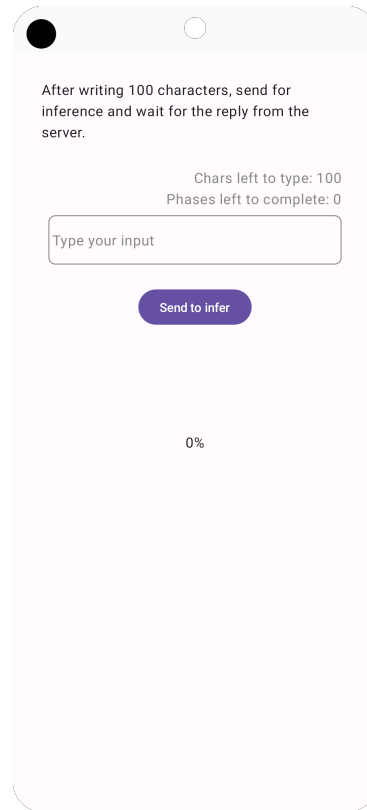 After writing 100 characters, send for
inference and wait for the reply from the
server.
Chars left to type: 100
Phases left to complete: 0
Type your input
Send to infer
0%